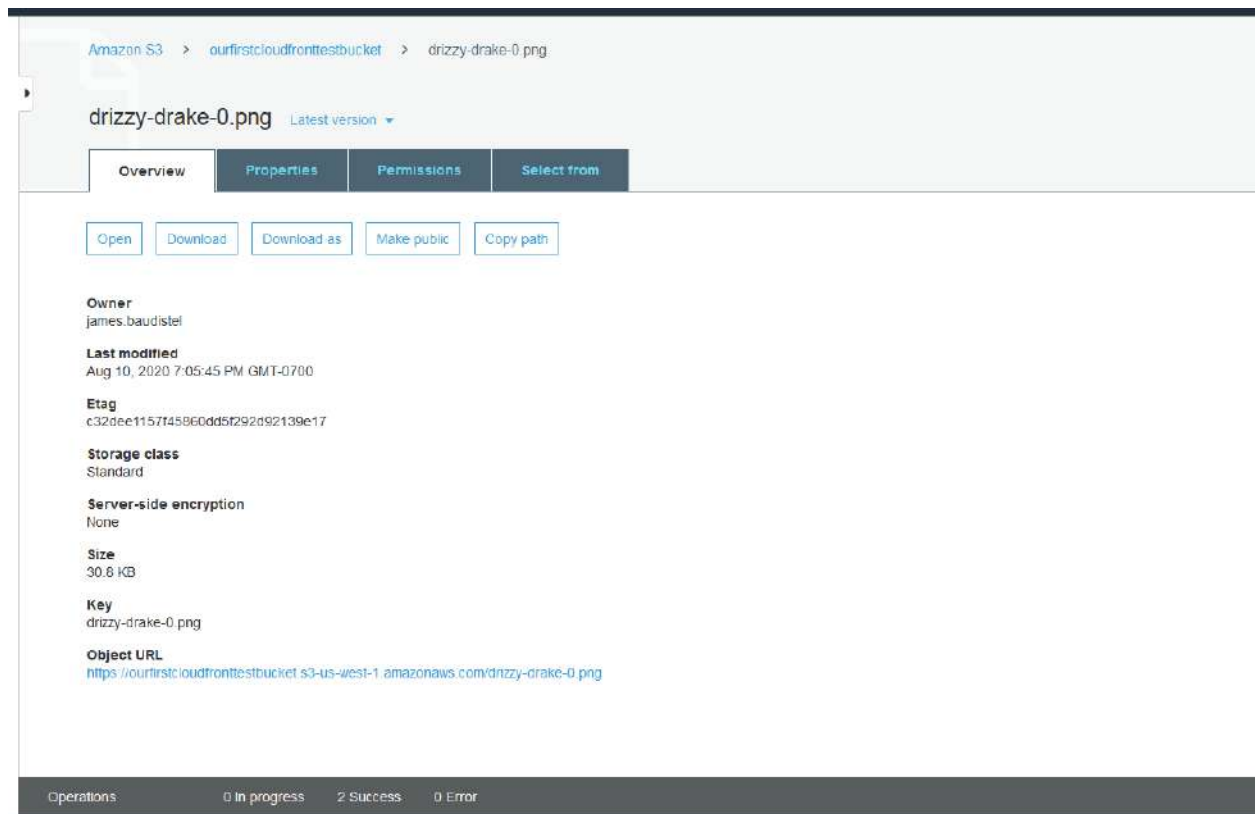 Amazon S3 > ourfirstcloudfronttestbucket > drizzy-drake-0.png
drizzy-drake-0.png Latest version
Overview Properties Permissions Select from
Open Download Download as Make public Copy path
Owner
james.baudistel
Last modified
Aug 10, 2020 7:05:45 PM GMT-0700
Etag
c32dee1157f45860dd5f292d92139e17
Storage class
Standard
Server-side encryption
None
Size
30.8 KB
Key
drizzy-drake-0.png
Object URL
https://ourfirstcloudfronttestbucket.s3-us-west-1.amazonaws.com/drizzy-drake-0.png
Operations 0 In progress 2 Success 0 Error